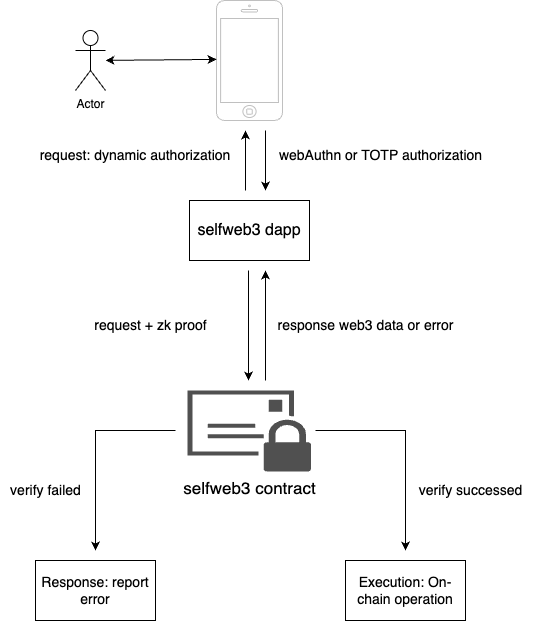 Actor
request: dynamic authorization
webAuthn or TOTP authorization
selfweb3 dapp
request + zk proof
response web3 data or error
selfweb3 contract
verify failed
verify successed
Response: report
error
Execution: On-
chain operation